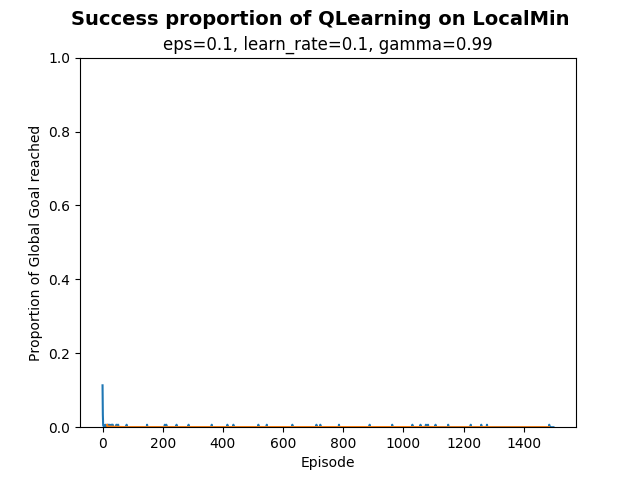 Success proportion of QLearning on LocalMin
eps=0.1, learn_rate=0.1, gamma=0.99
1.0
0.8
0.6
0.4
0.2
0.0
Proportion of Global Goal reached
0 200 400 600 800 1000 1200 1400
Episode